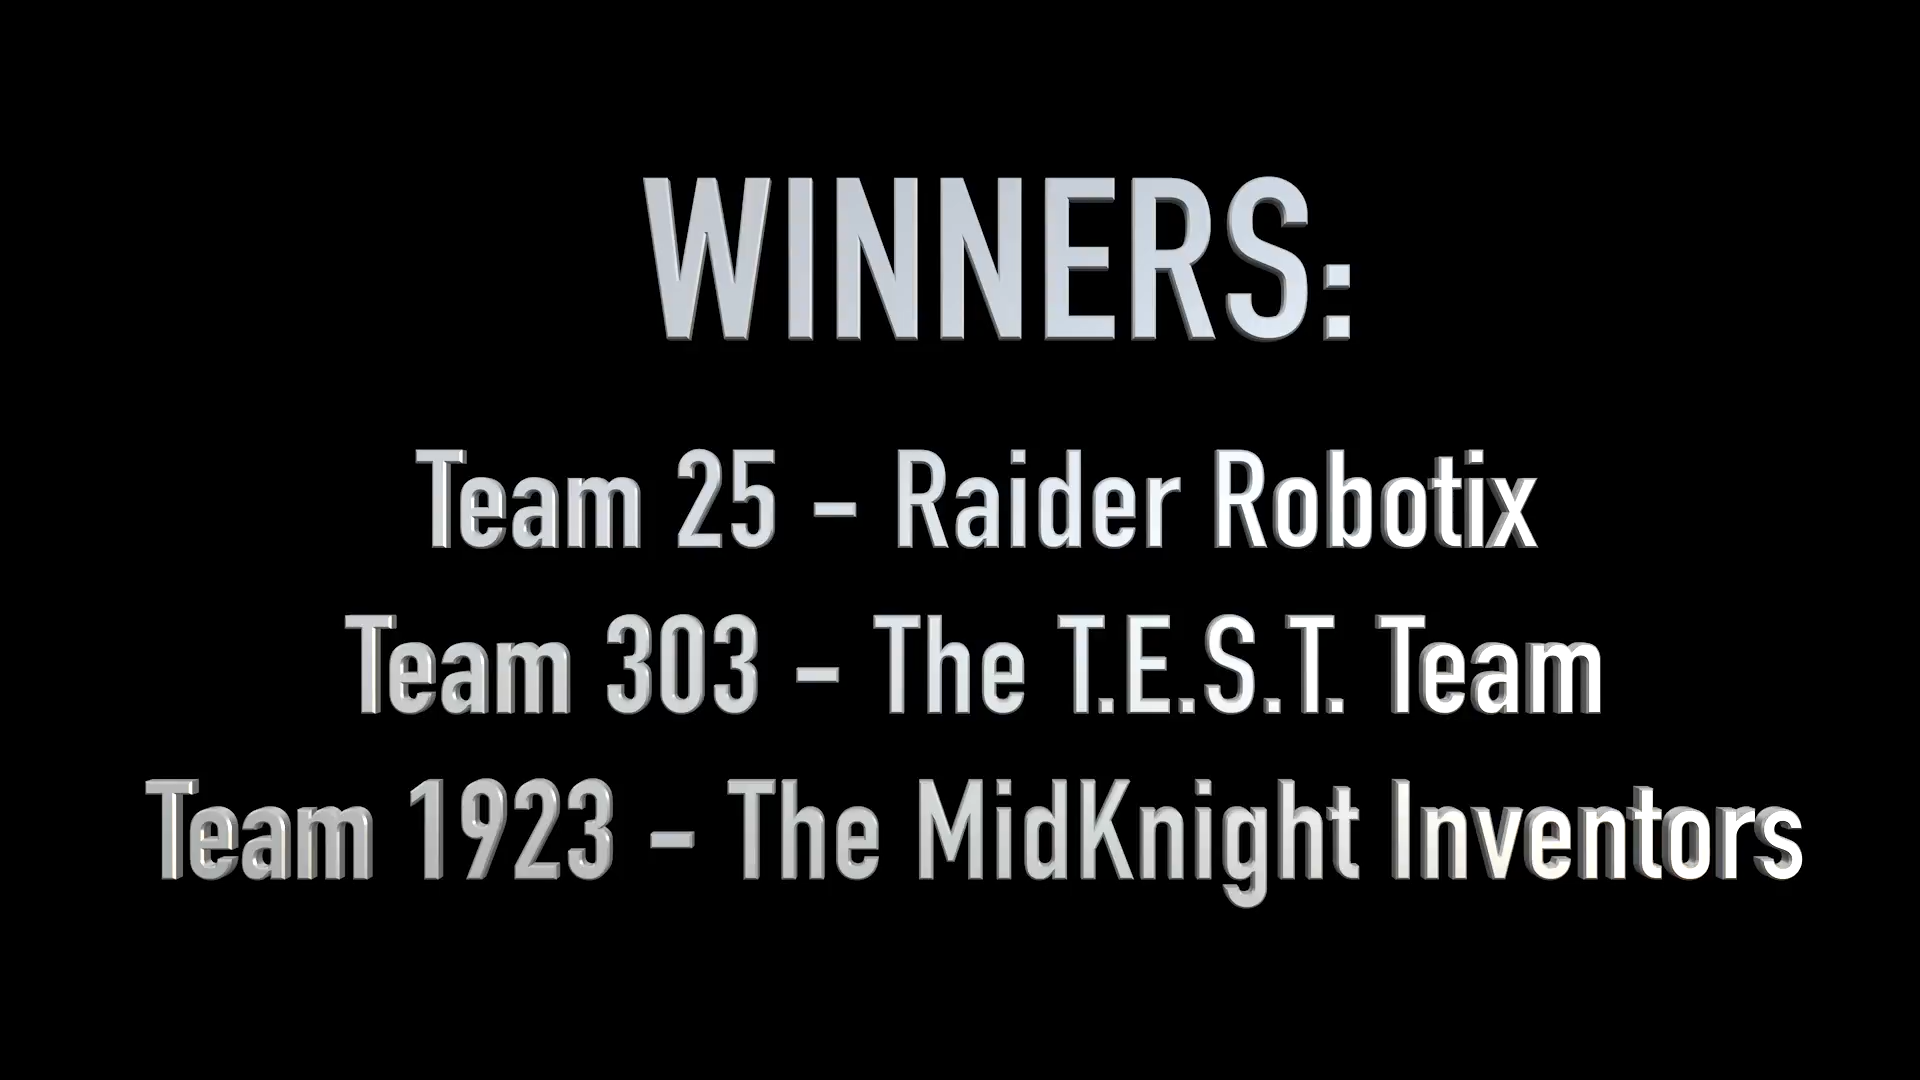 WINNERS:
Team 25 - Raider Robotix
Team 303 - The T.E.S.T. Team
Team 1923 - The MidKnight Inventors